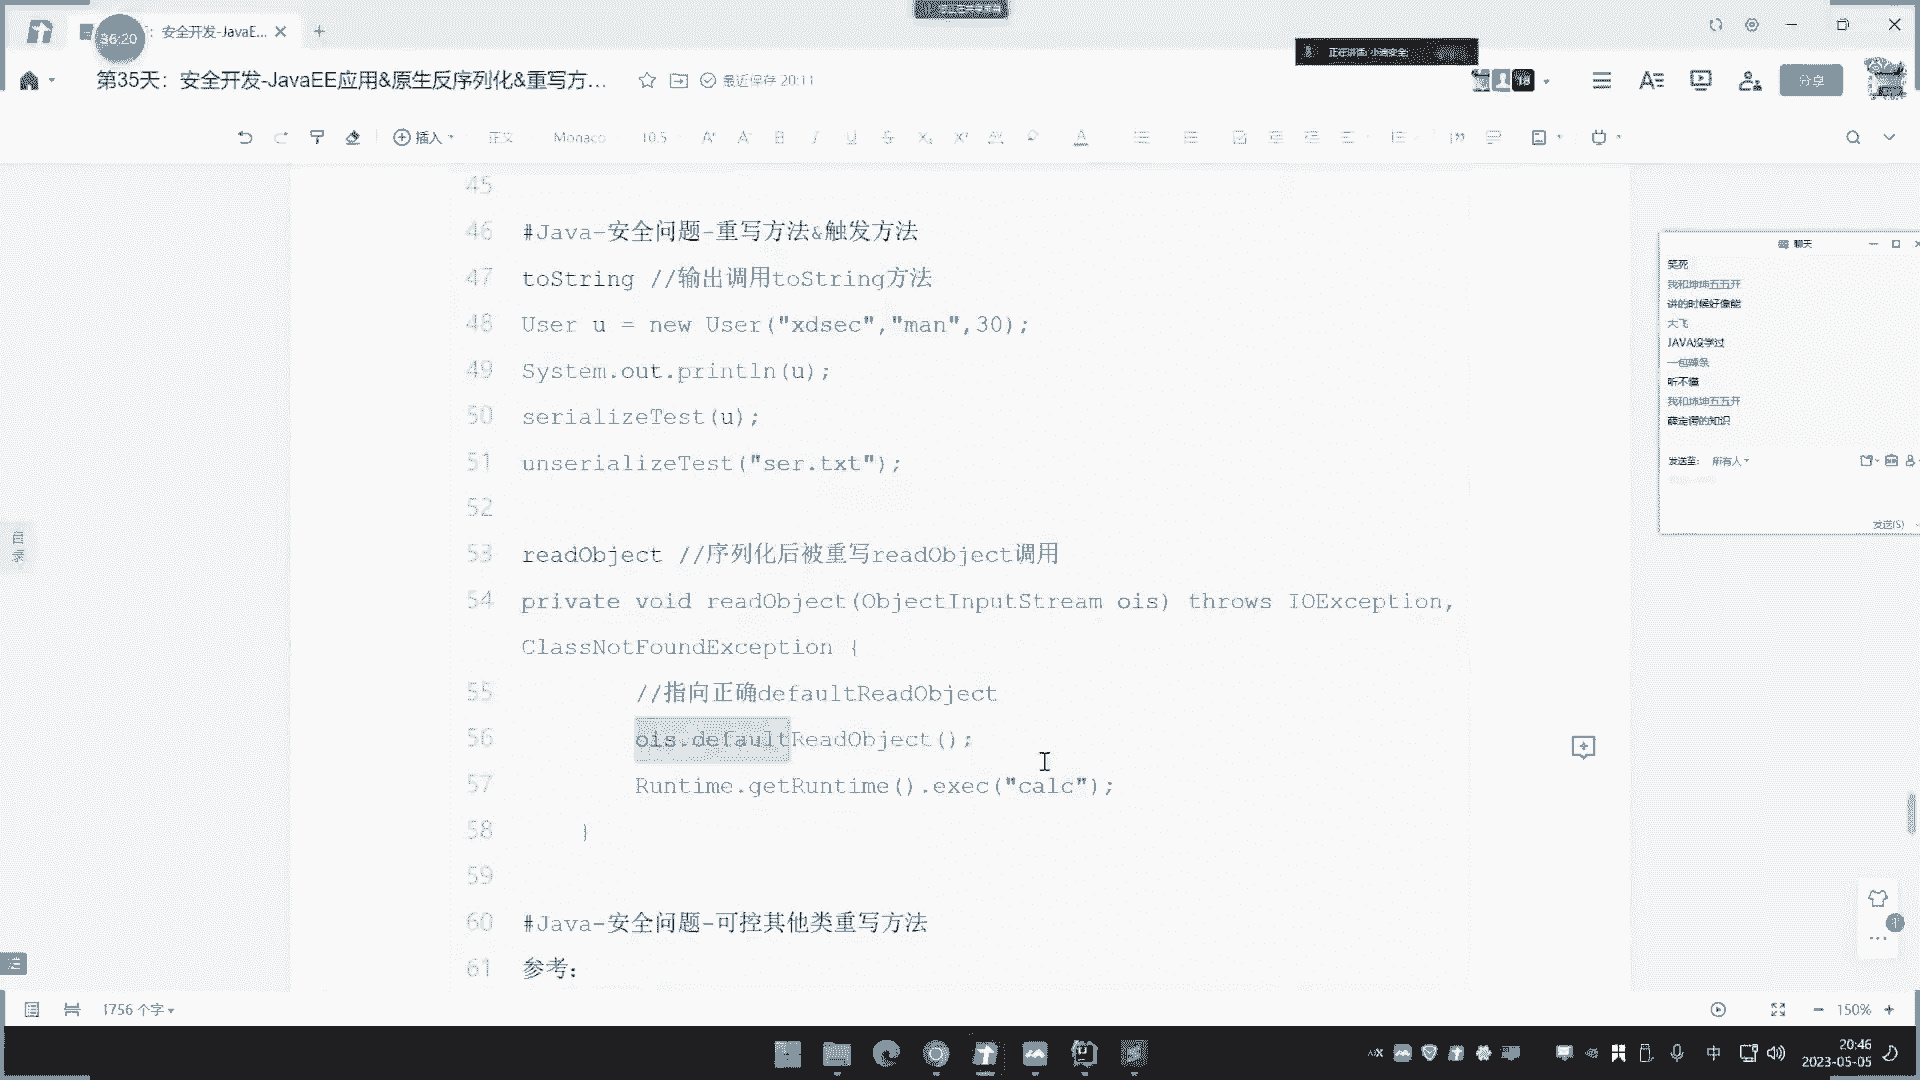 36:20
安全开发-JavaE...
第35天：安全开发-JavaEE应用&原生反序列化&重写方...
最近保存 20:11
分享
插入
正文
Monaco
10.5
45
46 #Java-安全问题-重写方法&触发方法
47 toString //输出调用toString方法
48 User u = new User("xdsec","man",30);
49 System.out.println(u);
50 serializeTest(u);
51 unserializeTest("ser.txt");
52
53 readObject //序列化后被重写readObject调用
54 private void readObject(ObjectInputStream ois) throws IOException,
ClassNotFoundException {
55 //指向正确defaultReadObject
56 ois.defaultReadObject();
57 Runtime.getRuntime().exec("calc");
58 }
59
60 #Java-安全问题-可控其他类重写方法
61 参考：
目录
聊天
笑死
我和坤坤五五开
讲的时候好像能
大飞
JAVA没学过
一包辣条
听不懂
我和坤坤五五开
薛定谔的知识
发送至： 所有人
发送(S)
1756 个字
150%
中
20:46
2023-05-05